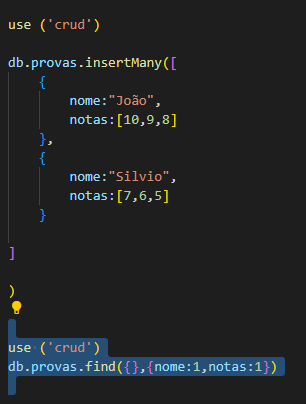 use ('crud')
db.provas.insertMany([
{
nome:"João",
notas:[10,9,8]
},
{
nome:"Silvio",
notas:[7,6,5]
}
]
)
use ('crud')
db.provas.find({},{nome:1,notas:1})